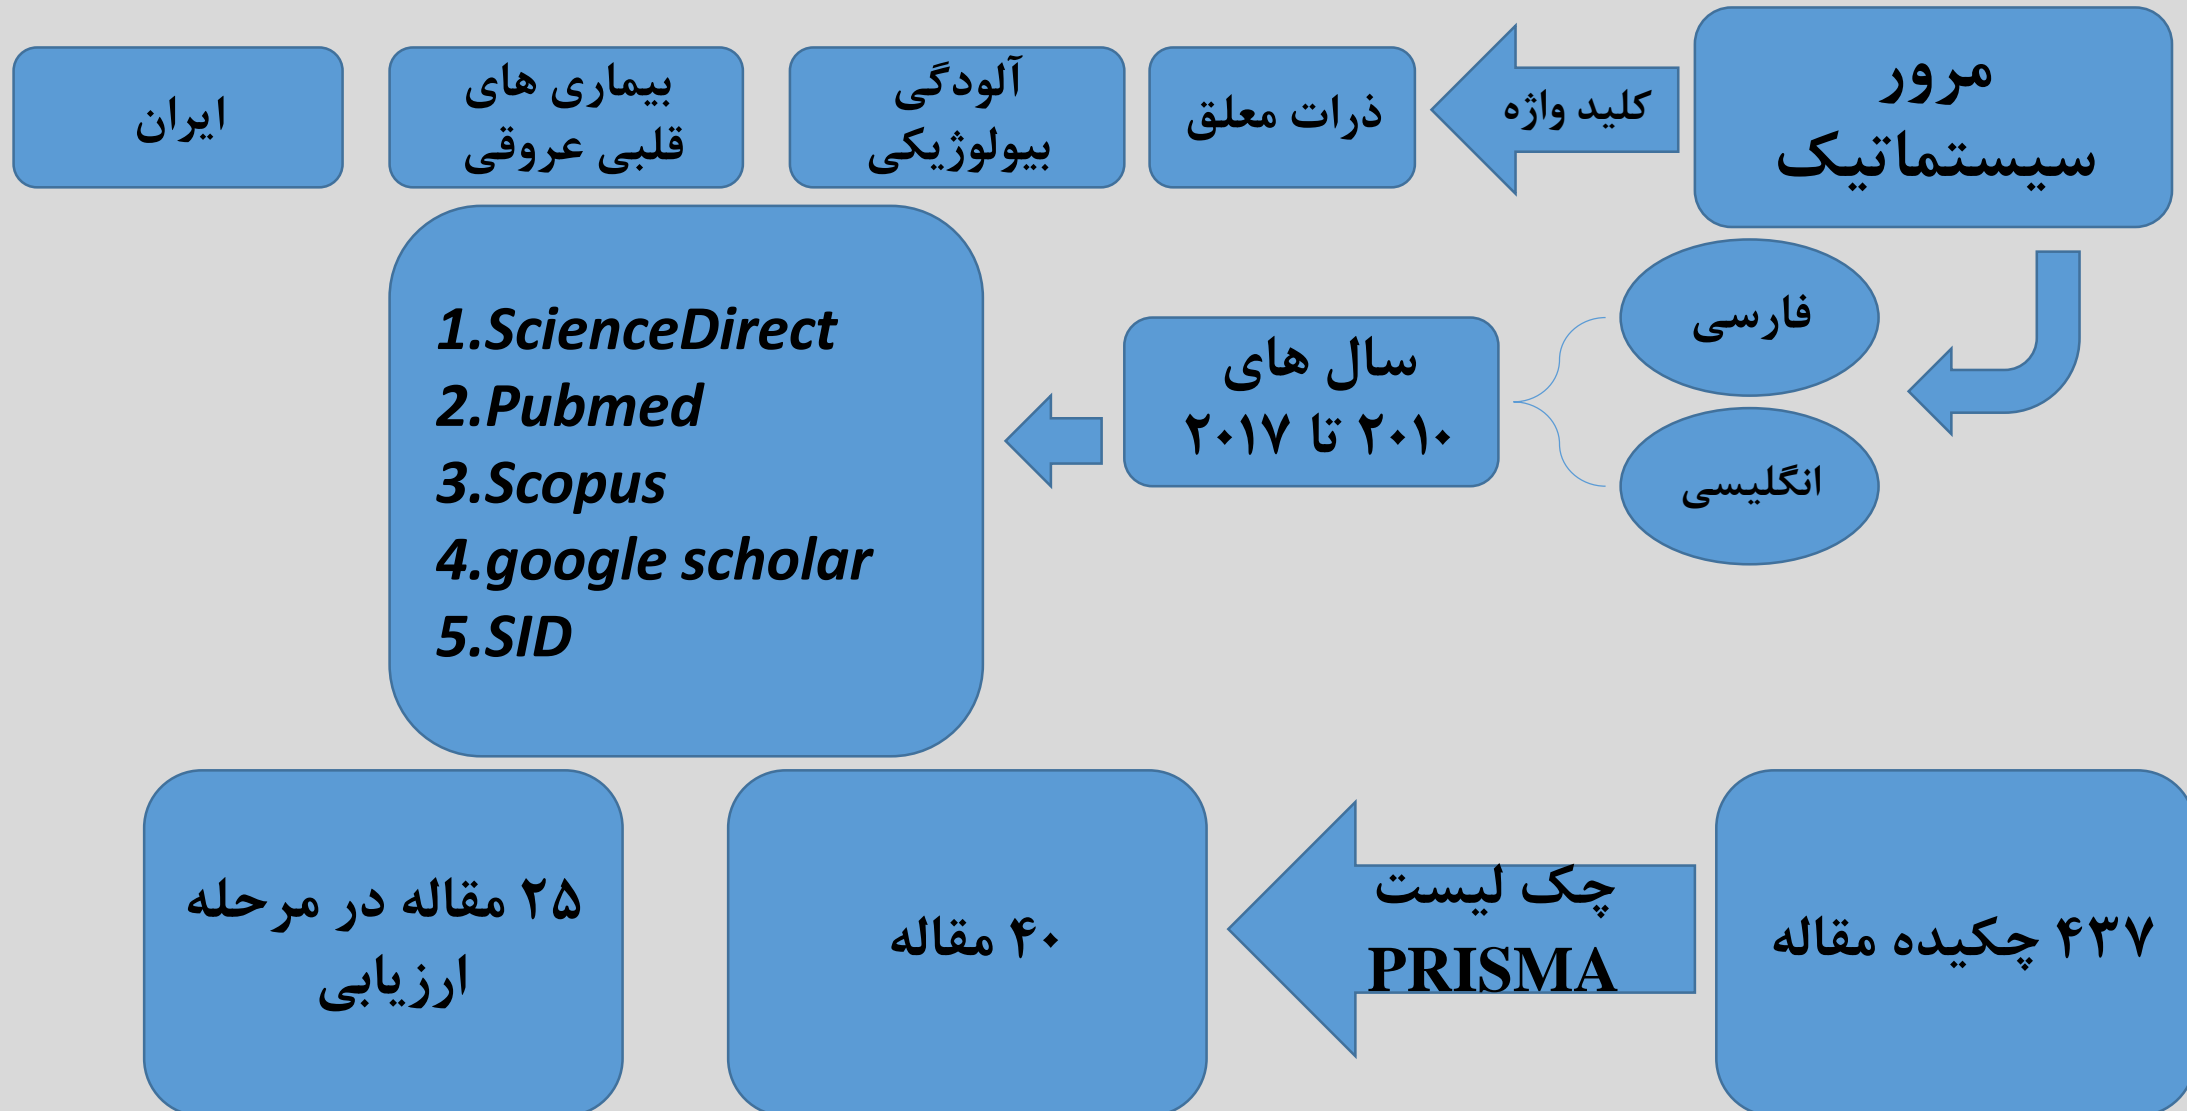 مرور
سیستماتیک
کلید واژه
ذرات معلق
آلودگی
بیولوژیکی
بیماری های
قلبی عروقی
ایران
فارسی
انگلیسی
سال های
۲۰۱۰ تا ۲۰۱۷
1.ScienceDirect
2.Pubmed
3.Scopus
4.google scholar
5.SID
۴۳۷ چکیده مقاله
چک لیست
PRISMA
۴۰ مقاله
۲۵ مقاله در مرحله
ارزیابی